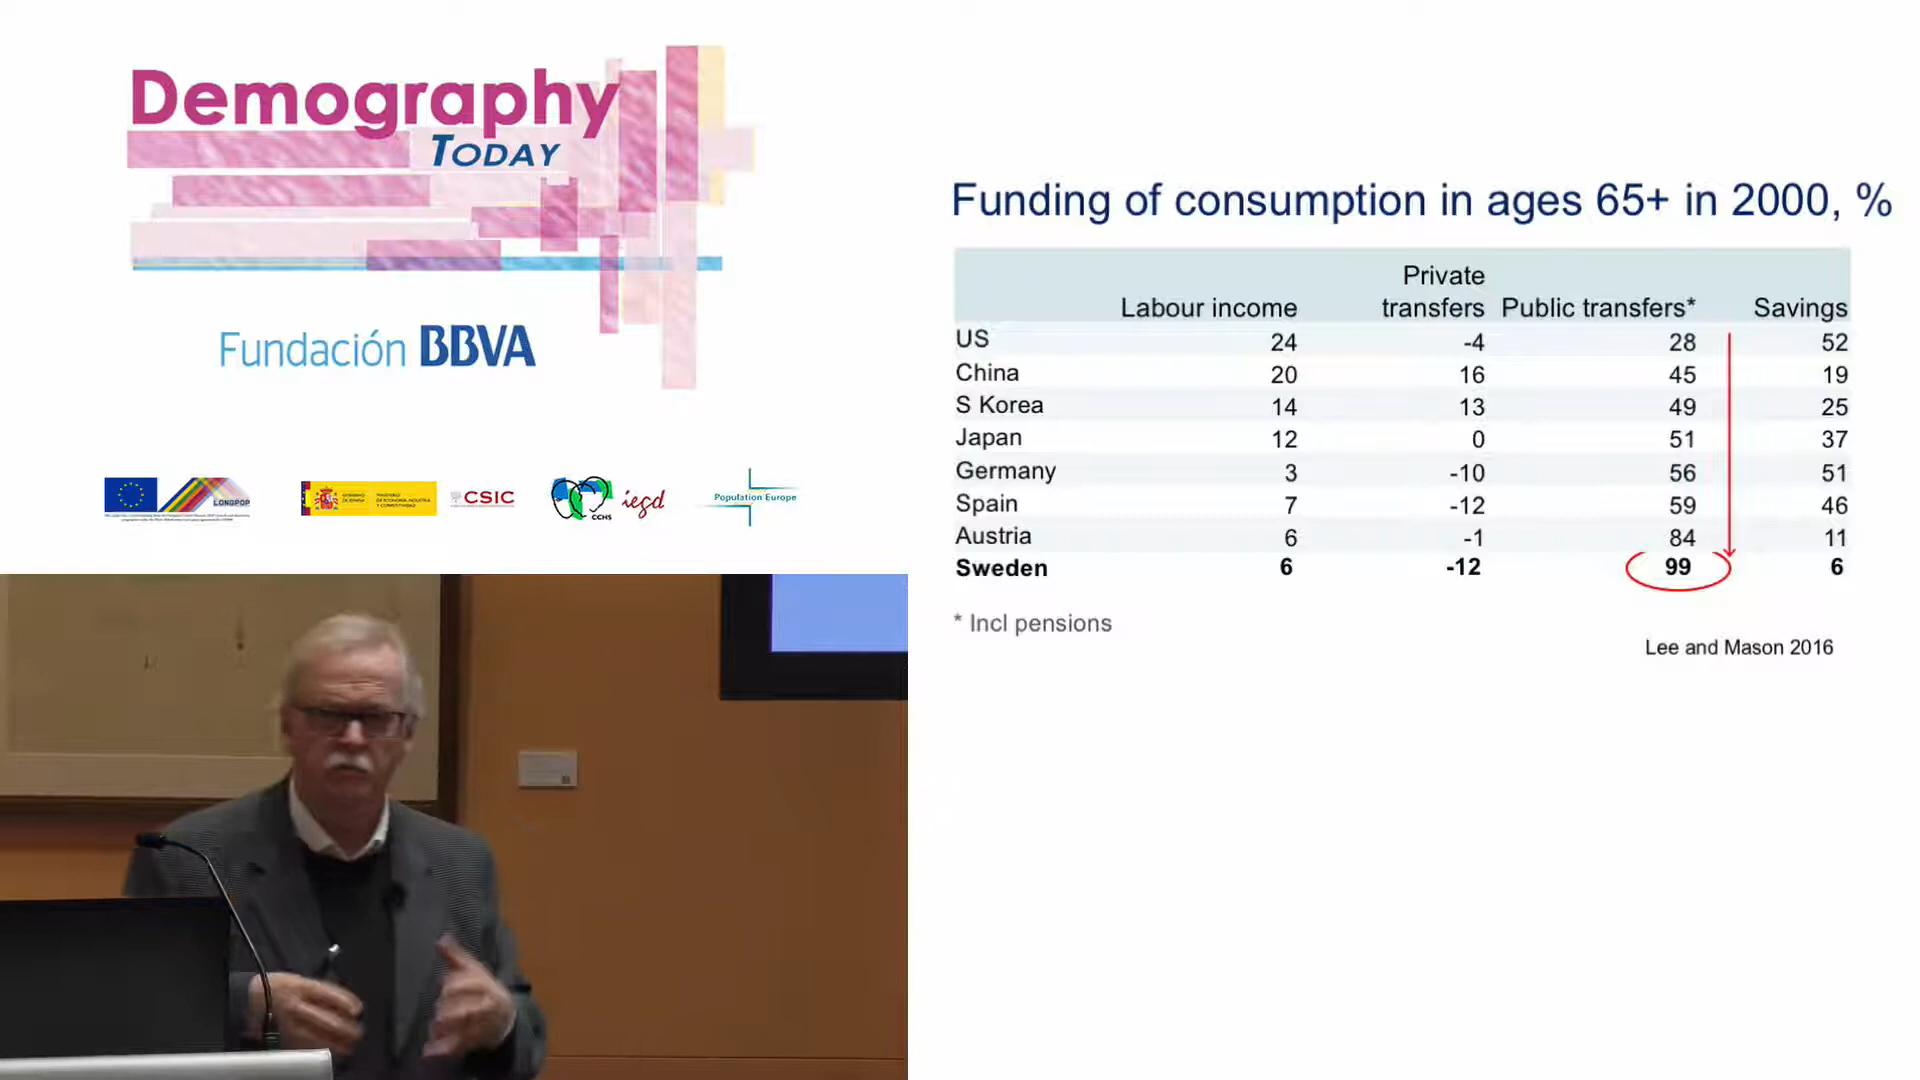 Demography
TODAY
Fundación BBVA
LONGPOP
CSIC
CCHS
iegd
Population Europe
Funding of consumption in ages 65+ in 2000, %
Labour income Private transfers Public transfers* Savings
US 24 -4 28 52
China 20 16 45 19
S Korea 14 13 49 25
Japan 12 0 51 37
Germany 3 -10 56 51
Spain 7 -12 59 46
Austria 6 -1 84 11
Sweden 6 -12 99 6
* Incl pensions
Lee and Mason 2016